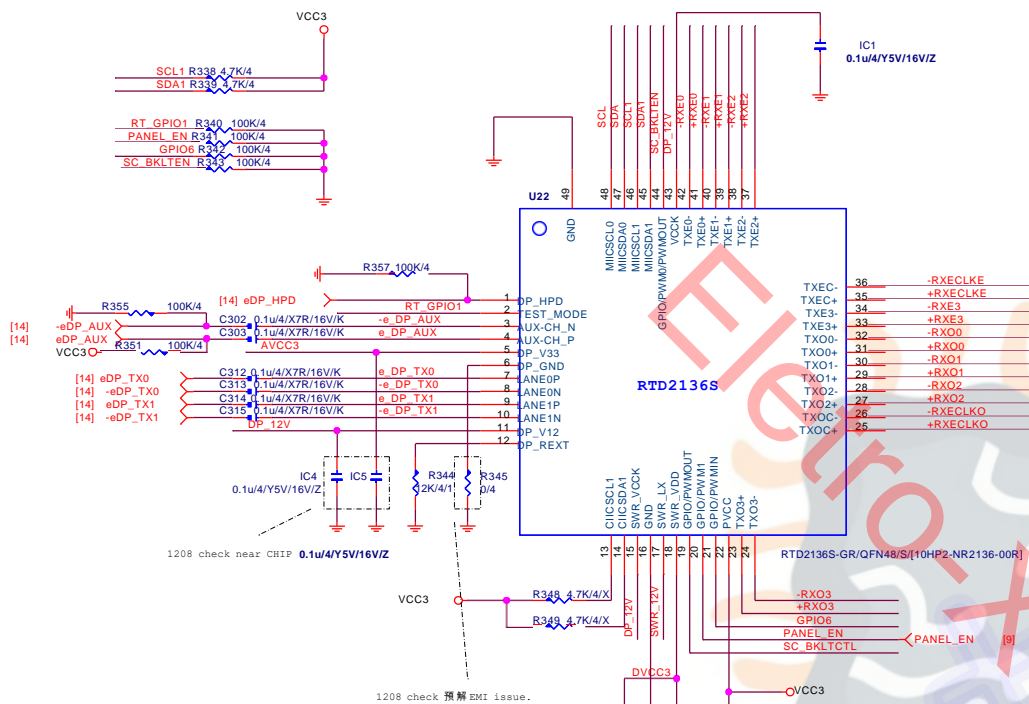 VCC3
SCL1 R338 4.7K/4
SDA1 R339 4.7K/4
RT_GPIO1 R340 100K/4
PANEL_EN R341 100K/4
GPIO6 R342 100K/4
SC_BKLTEN R343 100K/4
IC1
0.1u/4/Y5V/16V/Z
SCL
SDA
SCL1
SDA1
SC_BKLTEN
DP_12V
-RXE0
+RXE0
-RXE1
+RXE1
-RXE2
+RXE2
49
48
47
46
45
44
43
42
41
40
39
38
37
U22
GND
MIICSCL0
MIICSDA0
MIICSCL1
MIICSDA1
GPIO/PWM0/PWMOUT
VCCK
TXE0-
TXE0+
TXE1-
TXE1+
TXE2-
TXE2+
R357 100K/4
[14] eDP_HPD
RT_GPIO1
R355 100K/4
[14] -eDP_AUX C302 0.1u/4/X7R/16V/K -e_DP_AUX
[14] eDP_AUX C303 0.1u/4/X7R/16V/K e_DP_AUX
VCC3 R351 100K/4 AVCC3
[14] eDP_TX0 C312 0.1u/4/X7R/16V/K e_DP_TX0
[14] -eDP_TX0 C313 0.1u/4/X7R/16V/K -e_DP_TX0
[14] eDP_TX1 C314 0.1u/4/X7R/16V/K e_DP_TX1
[14] -eDP_TX1 C315 0.1u/4/X7R/16V/K -e_DP_TX1
DP_12V
1 DP_HPD
2 TEST_MODE
3 AUX-CH_N
4 AUX-CH_P
5 DP_V33
6 DP_GND
7 LANE0P
8 LANE0N
9 LANE1P
10 LANE1N
11 DP_V12
12 DP_REXT
RTD2136S
TXEC- 36 -RXECLKE
TXEC+ 35 +RXECLKE
TXE3- 34 -RXE3
TXE3+ 33 +RXE3
TXO0- 32 -RXO0
TXO0+ 31 +RXO0
TXO1- 30 -RXO1
TXO1+ 29 +RXO1
TXO2- 28 -RXO2
TXO2+ 27 +RXO2
TXOC- 26 -RXECLKO
TXOC+ 25 +RXECLKO
IC4
IC5
0.1u/4/Y5V/16V/Z
R344
12K/4/1
R345
0/4
1208 check near CHIP 0.1u/4/Y5V/16V/Z
CIICSCL1
CIICSDA1
SWR_VCCK
GND
SWR_LX
SWR_VDD
GPIO/PWMOUT
GPIO/PWM1
GPIO/PWMIN
PVCC
TXO3+
TXO3-
13
14
15
16
17
18
19
20
21
22
23
24
RTD2136S-GR/QFN48/S/[10HP2-NR2136-00R]
VCC3
R348 4.7K/4/X
R349 4.7K/4/X
DP_12V
SWR_12V
-RXO3
+RXO3
GPIO6
PANEL_EN
PANEL_EN [9]
SC_BKLTCTL
DVCC3
VCC3
1208 check 預解EMI issue.
Eletro-X